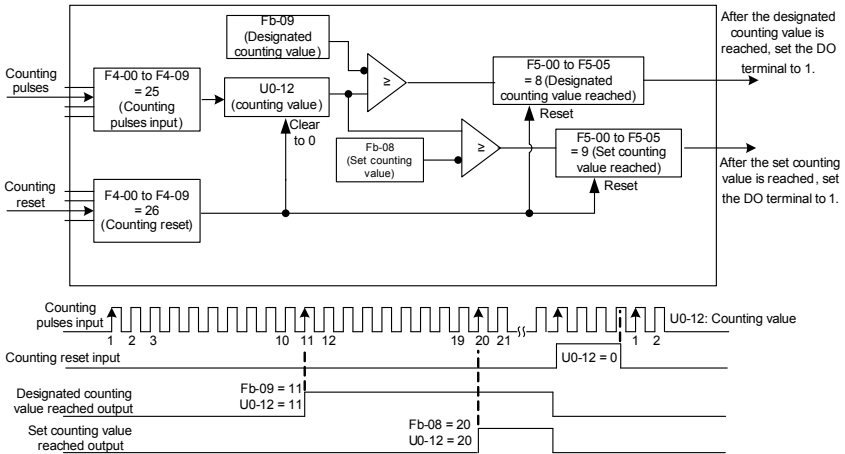 Counting
pulses
F4-00 to F4-09
= 25
(Counting
pulses input)
Fb-09
(Designated
counting value)
U0-12
(counting value)
Clear
to 0
≥
F5-00 to F5-05
= 8 (Designated
counting value reached)
Reset
After the designated
counting value is
reached, set the DO
terminal to 1.
Fb-08
(Set counting
value)
≥
F5-00 to F5-05
= 9 (Set counting
value reached)
Reset
After the set counting
value is reached, set
the DO terminal to 1.
Counting
reset
F4-00 to F4-09
= 26
(Counting reset)
Counting
pulses input
1 2 3 10 11 12 19 20 21 1 2
U0-12: Counting value
Counting reset input
U0-12 = 0
Designated counting
value reached output
Fb-09 = 11
U0-12 = 11
Set counting value
reached output
Fb-08 = 20
U0-12 = 20